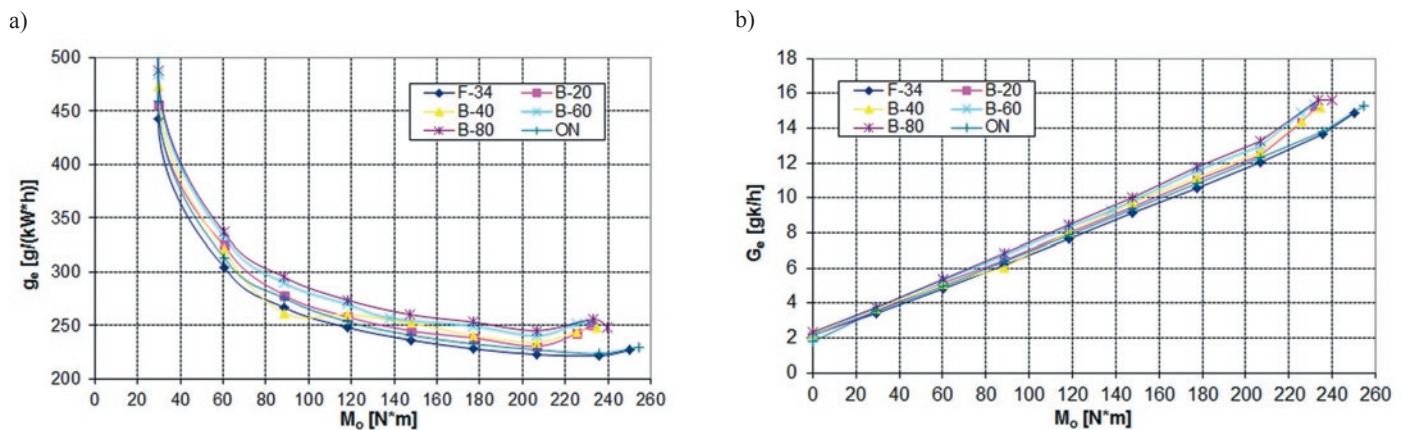 a)
500
450
400
350
300
250
200
gₑ [g/(kW*h)]
F-34
B-20
B-40
B-60
B-80
ON
0 20 40 60 80 100 120 140 160 180 200 220 240 260
Mₒ [N*m]
b)
18
16
14
12
10
8
6
4
2
0
Gₑ [gk/h]
F-34
B-20
B-40
B-60
B-80
ON
0 20 40 60 80 100 120 140 160 180 200 220 240 260
Mₒ [N*m]